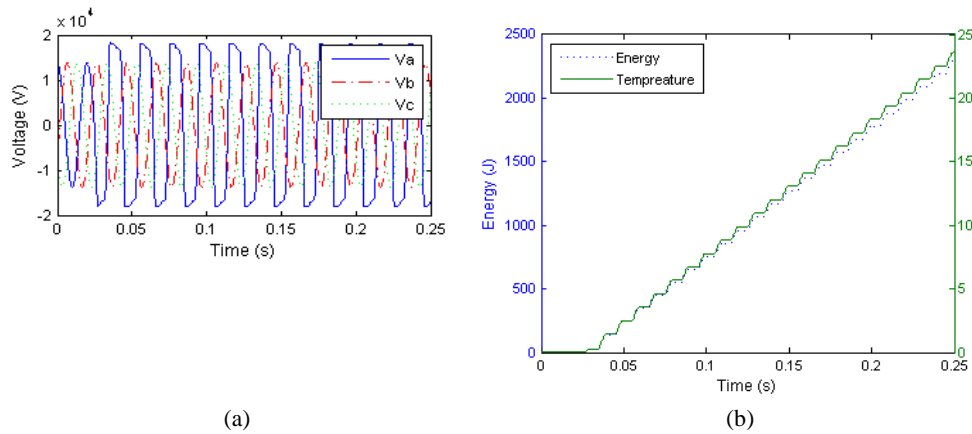 x 10⁴
2
1
0
-1
-2
Voltage (V)
Va
Vb
Vc
0
0.05
0.1
0.15
0.2
0.25
Time (s)
(a)
2500
2000
1500
1000
500
0
Energy (J)
Energy
Tempreature
25
20
15
10
5
0
0
0.05
0.1
0.15
0.2
0.25
Time (s)
(b)